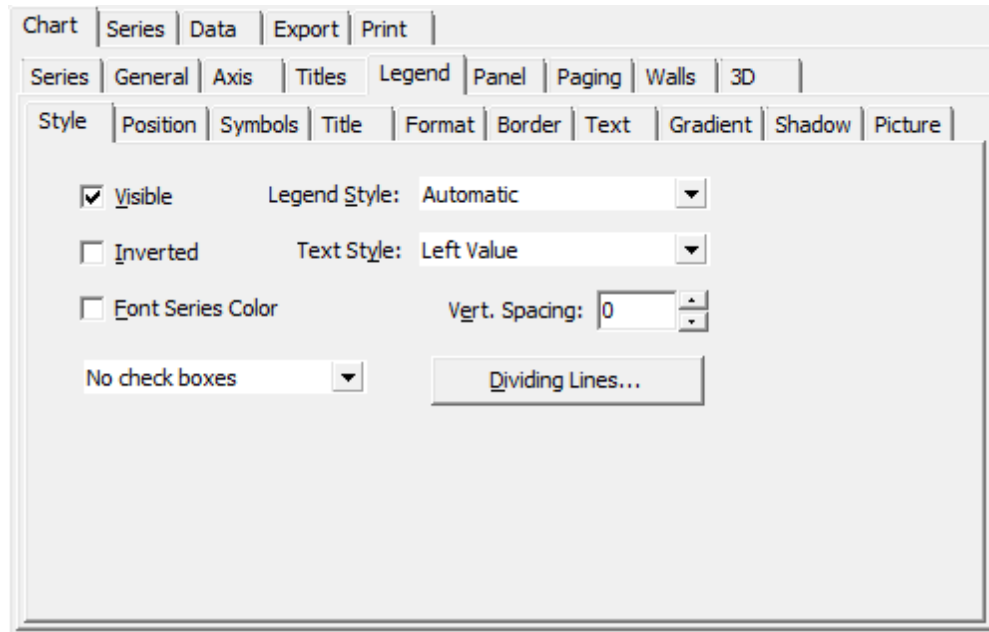 Chart Series Data Export Print
Series General Axis Titles Legend Panel Paging Walls 3D
Style Position Symbols Title Format Border Text Gradient Shadow Picture
Visible Legend Style: Automatic
Inverted Text Style: Left Value
Font Series Color Vert. Spacing: 0
No check boxes Dividing Lines...